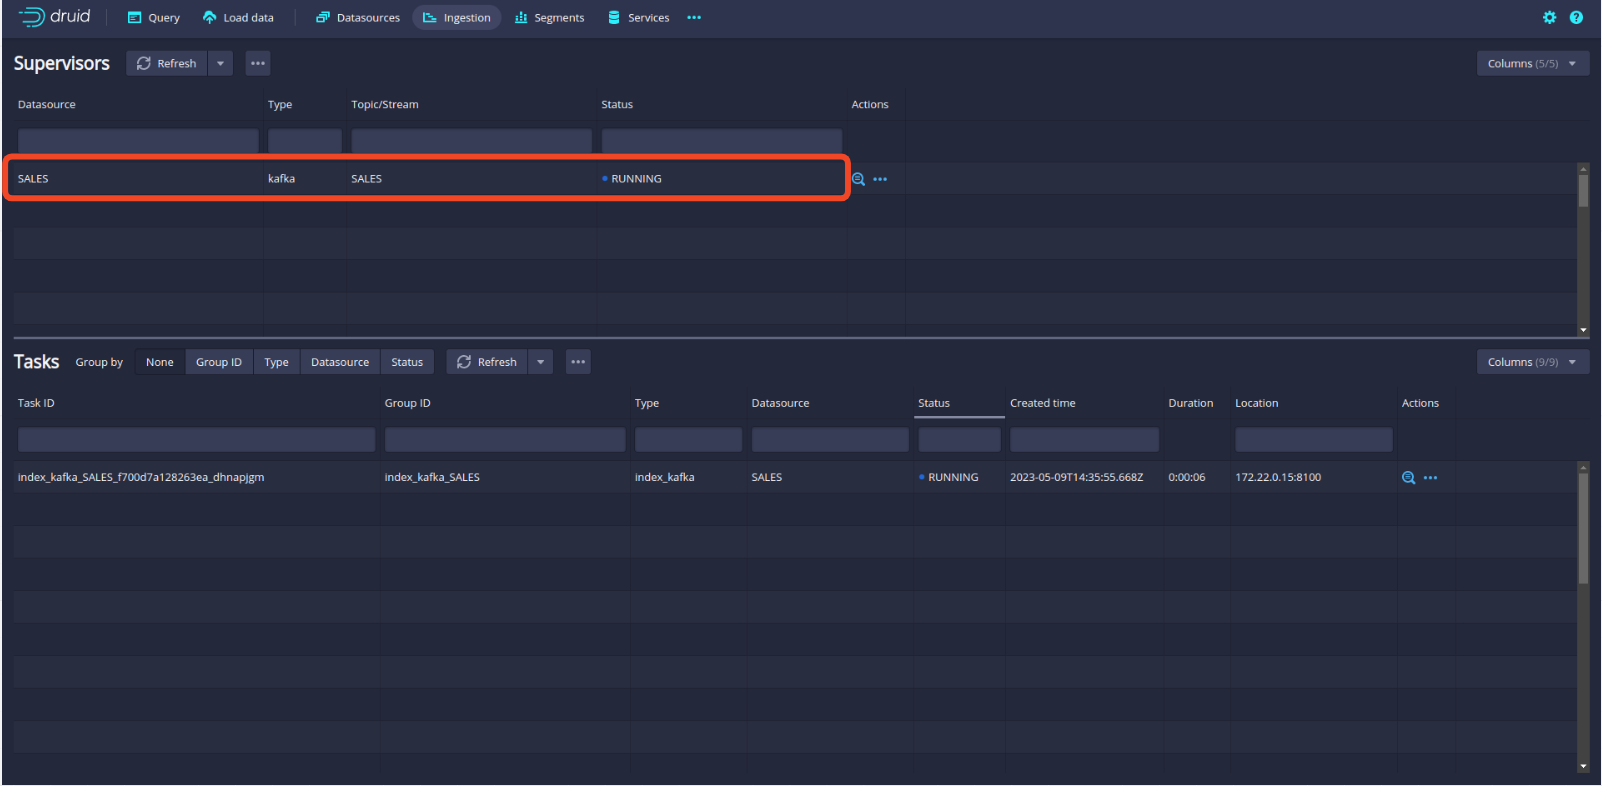 druid Query Load data Datasources Ingestion Segments Services
Supervisors Refresh Columns (5/5)
Datasource Type Topic/Stream Status Actions
SALES kafka SALES RUNNING
Tasks Group by None Group ID Type Datasource Status Refresh Columns (9/9)
Task ID Group ID Type Datasource Status Created time Duration Location Actions
index_kafka_SALES_f700d7a128263ea_dhnapjgm index_kafka_SALES index_kafka SALES RUNNING 2023-05-09T14:35:55.668Z 0:00:06 172.22.0.15:8100